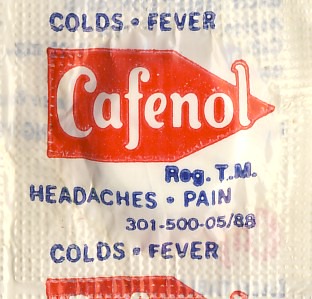 COLDS • FEVER
Cafenol
Reg. T.M.
HEADACHES • PAIN
301-500-05/88
COLDS • FEVER